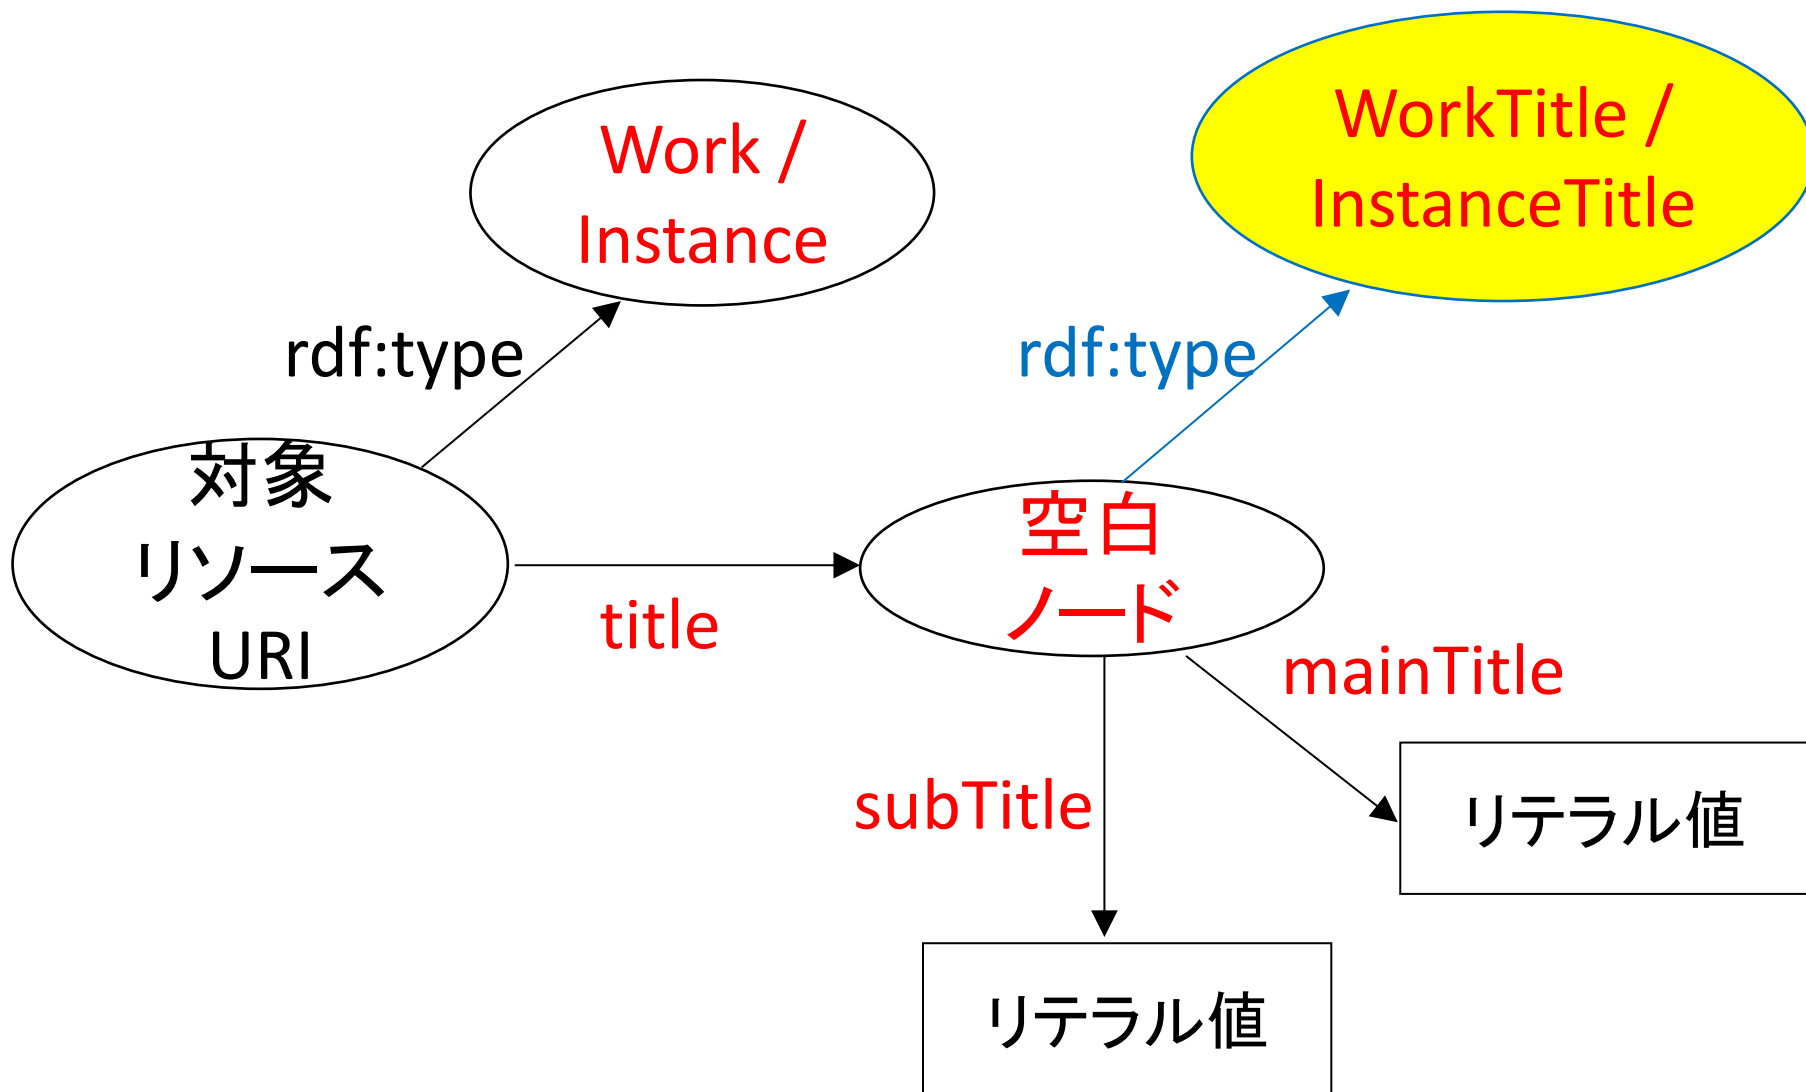 WorkTitle /
InstanceTitle
Work /
Instance
rdf:type
rdf:type
対象
リソース
URI
空白
ノード
title
mainTitle
subTitle
リテラル値
リテラル値